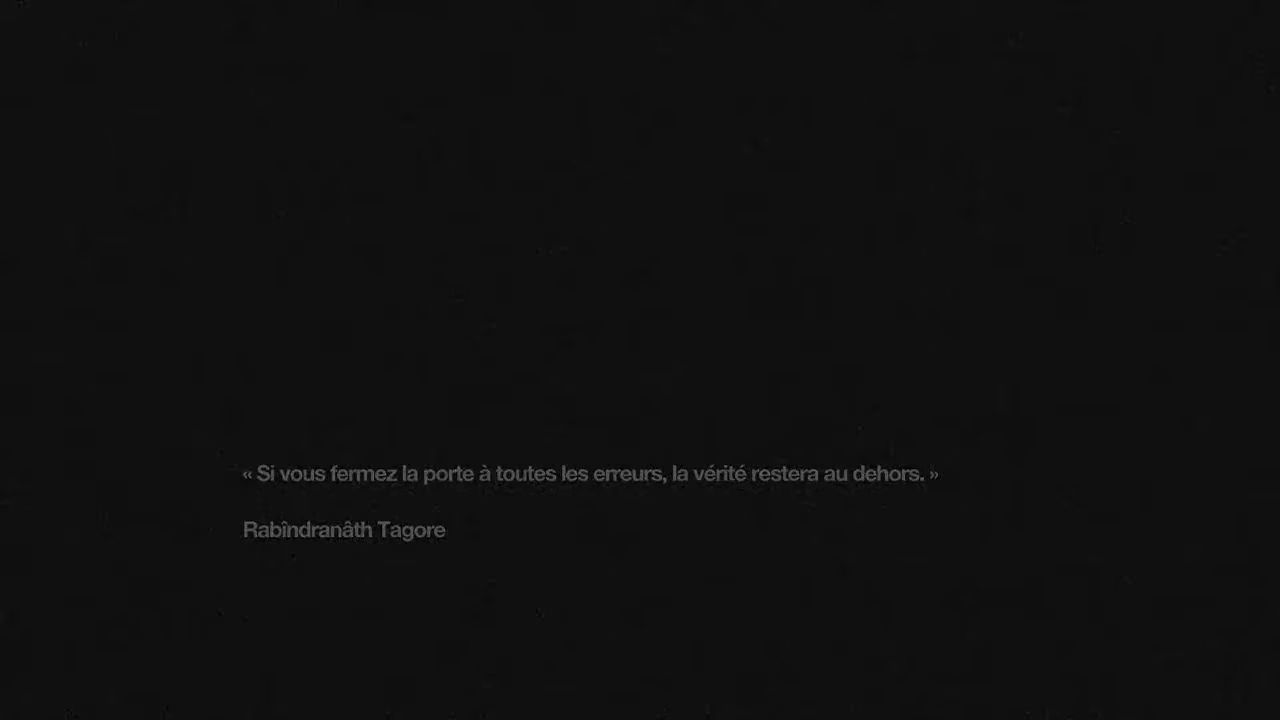 « Si vous fermez la porte à toutes les erreurs, la vérité restera au dehors. »
Rabîndranâth Tagore